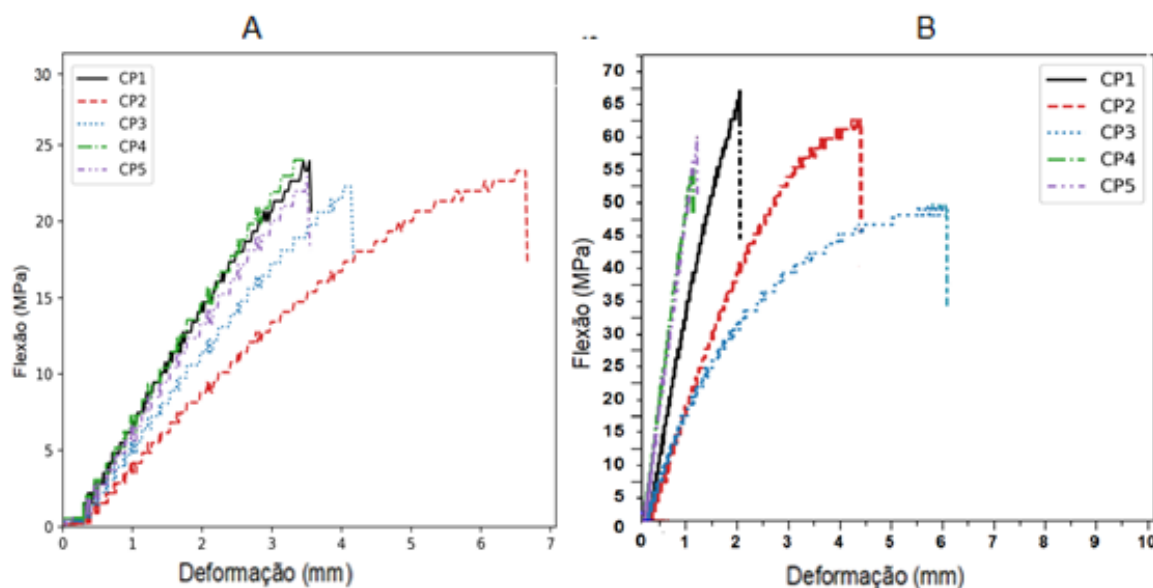 A
30
25
20
15
10
5
0
Flexão (MPa)
CP1
CP2
CP3
CP4
CP5
0 1 2 3 4 5 6 7
Deformação (mm)
B
70
65
60
55
50
45
40
35
30
25
20
15
10
5
0
Flexão (MPa)
CP1
CP2
CP3
CP4
CP5
0 1 2 3 4 5 6 7 8 9 10
Deformação (mm)